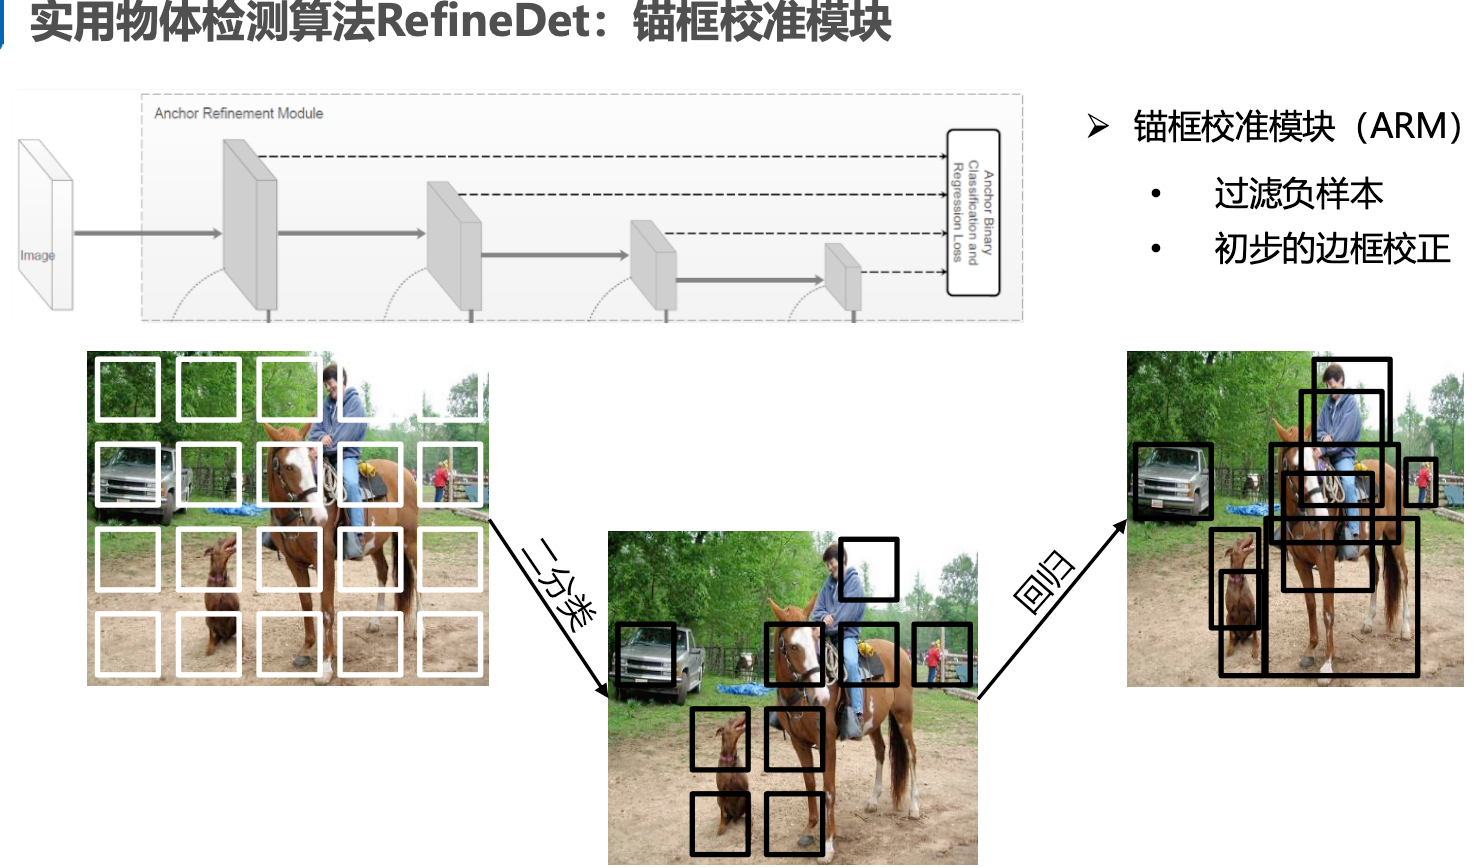 实用物体检测算法RefineDet：锚框校准模块
Anchor Refinement Module
Image
Anchor Binary
Classification and
Regression Loss
➢ 锚框校准模块（ARM）
• 过滤负样本
• 初步的边框校正
二分类
回归